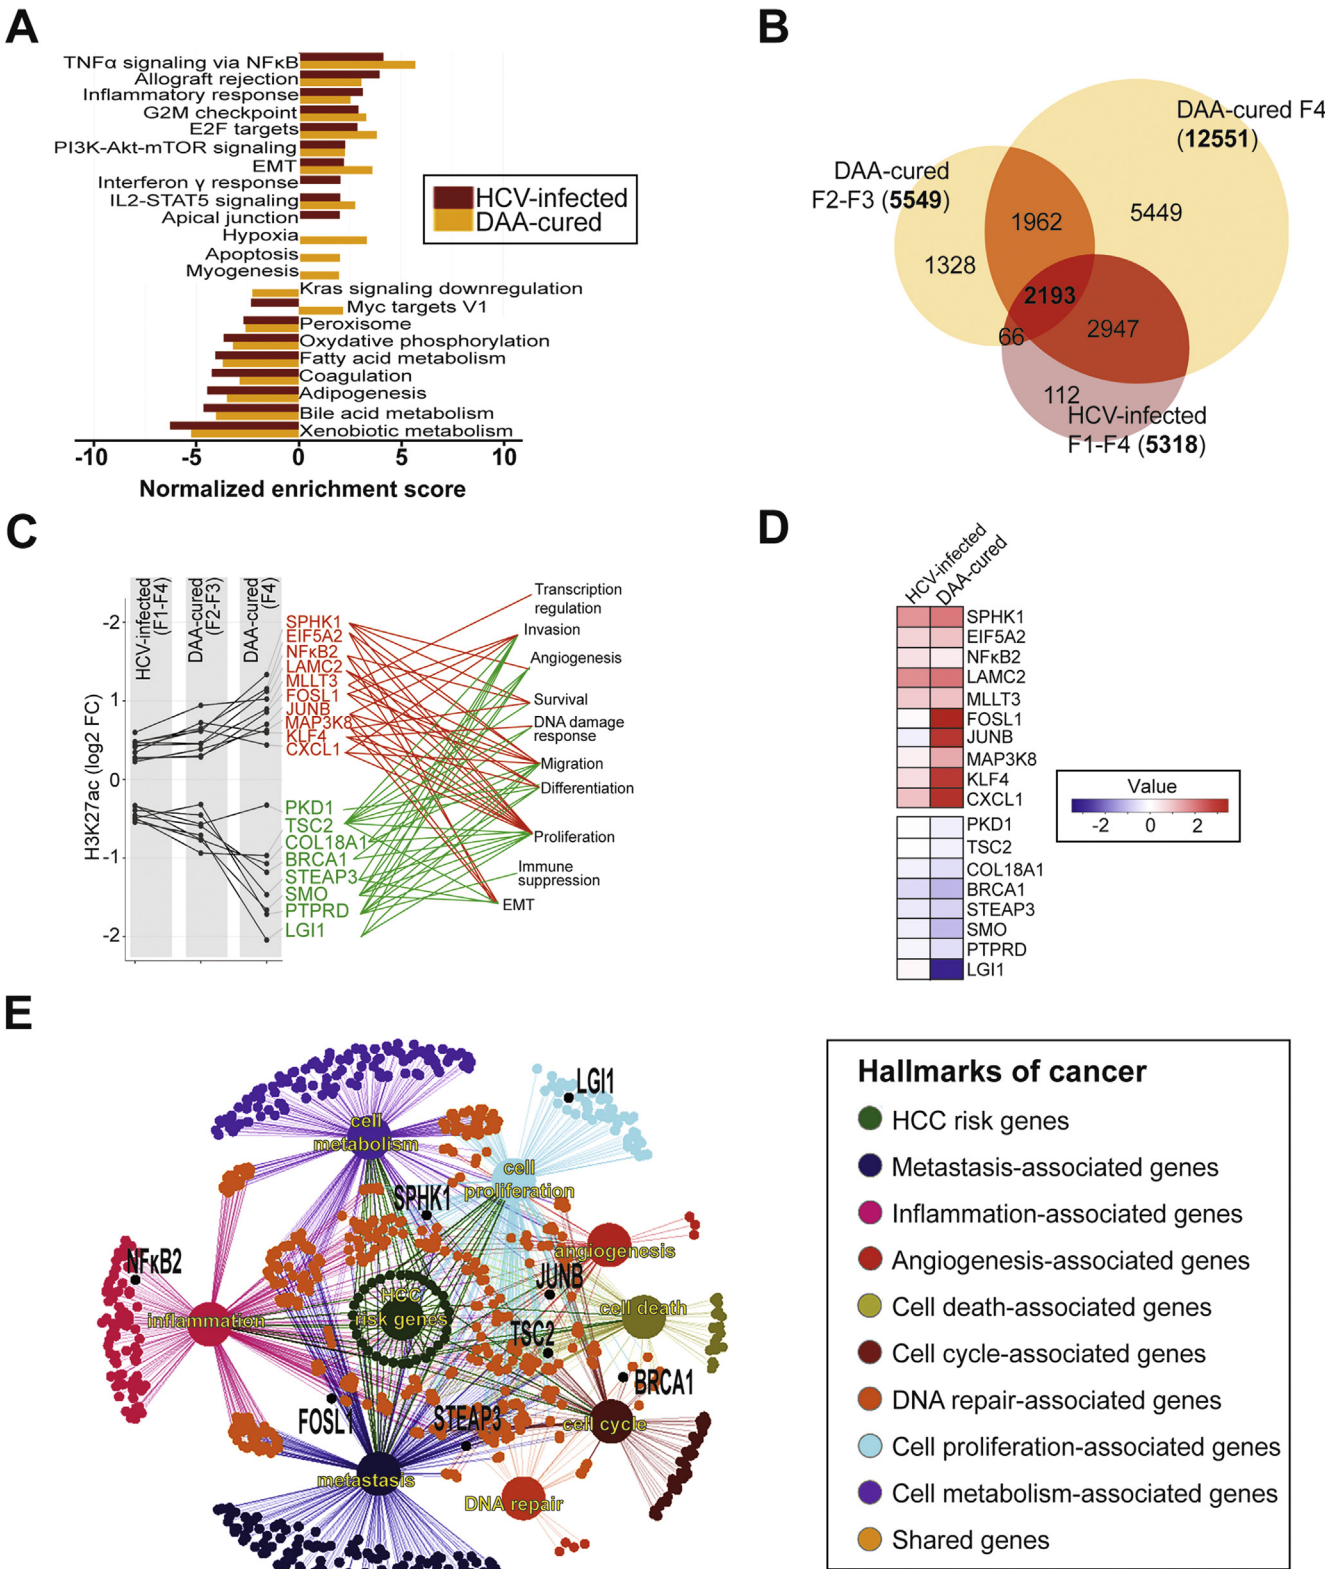 A
TNFα signaling via NFκB
Allograft rejection
Inflammatory response
G2M checkpoint
E2F targets
PI3K-Akt-mTOR signaling
EMT
Interferon γ response
IL2-STAT5 signaling
Apical junction
Hypoxia
Apoptosis
Myogenesis
Kras signaling downregulation
Myc targets V1
Peroxisome
Oxydative phosphorylation
Fatty acid metabolism
Coagulation
Adipogenesis
Bile acid metabolism
Xenobiotic metabolism
HCV-infected
DAA-cured
-10 -5 0 5 10
Normalized enrichment score
B
DAA-cured F4
(12551)
DAA-cured
F2-F3 (5549)
1962
5449
1328
2193
66
2947
112
HCV-infected
F1-F4 (5318)
C
HCV-infected
(F1-F4)
DAA-cured
(F2-F3)
DAA-cured
(F4)
H3K27ac (log2 FC)
-2
1
0
-1
-2
SPHK1
EIF5A2
NFκB2
LAMC2
MLLT3
FOSL1
JUNB
MAP3K8
KLF4
CXCL1
PKD1
TSC2
COL18A1
BRCA1
STEAP3
SMO
PTPRD
LGI1
Transcription
regulation
Invasion
Angiogenesis
Survival
DNA damage
response
Migration
Differentiation
Proliferation
Immune
suppression
EMT
D
HCV-infected
DAA-cured
SPHK1
EIF5A2
NFκB2
LAMC2
MLLT3
FOSL1
JUNB
MAP3K8
KLF4
CXCL1
PKD1
TSC2
COL18A1
BRCA1
STEAP3
SMO
PTPRD
LGI1
Value
-2 0 2
E
LGI1
cell
metabolism
cell
proliferation
SPHK1
angiogenesis
NFκB2
JUNB
HCC
risk genes
cell death
inflammation
TSC2
BRCA1
FOSL1
STEAP3
cell cycle
metastasis
DNA repair
Hallmarks of cancer
HCC risk genes
Metastasis-associated genes
Inflammation-associated genes
Angiogenesis-associated genes
Cell death-associated genes
Cell cycle-associated genes
DNA repair-associated genes
Cell proliferation-associated genes
Cell metabolism-associated genes
Shared genes